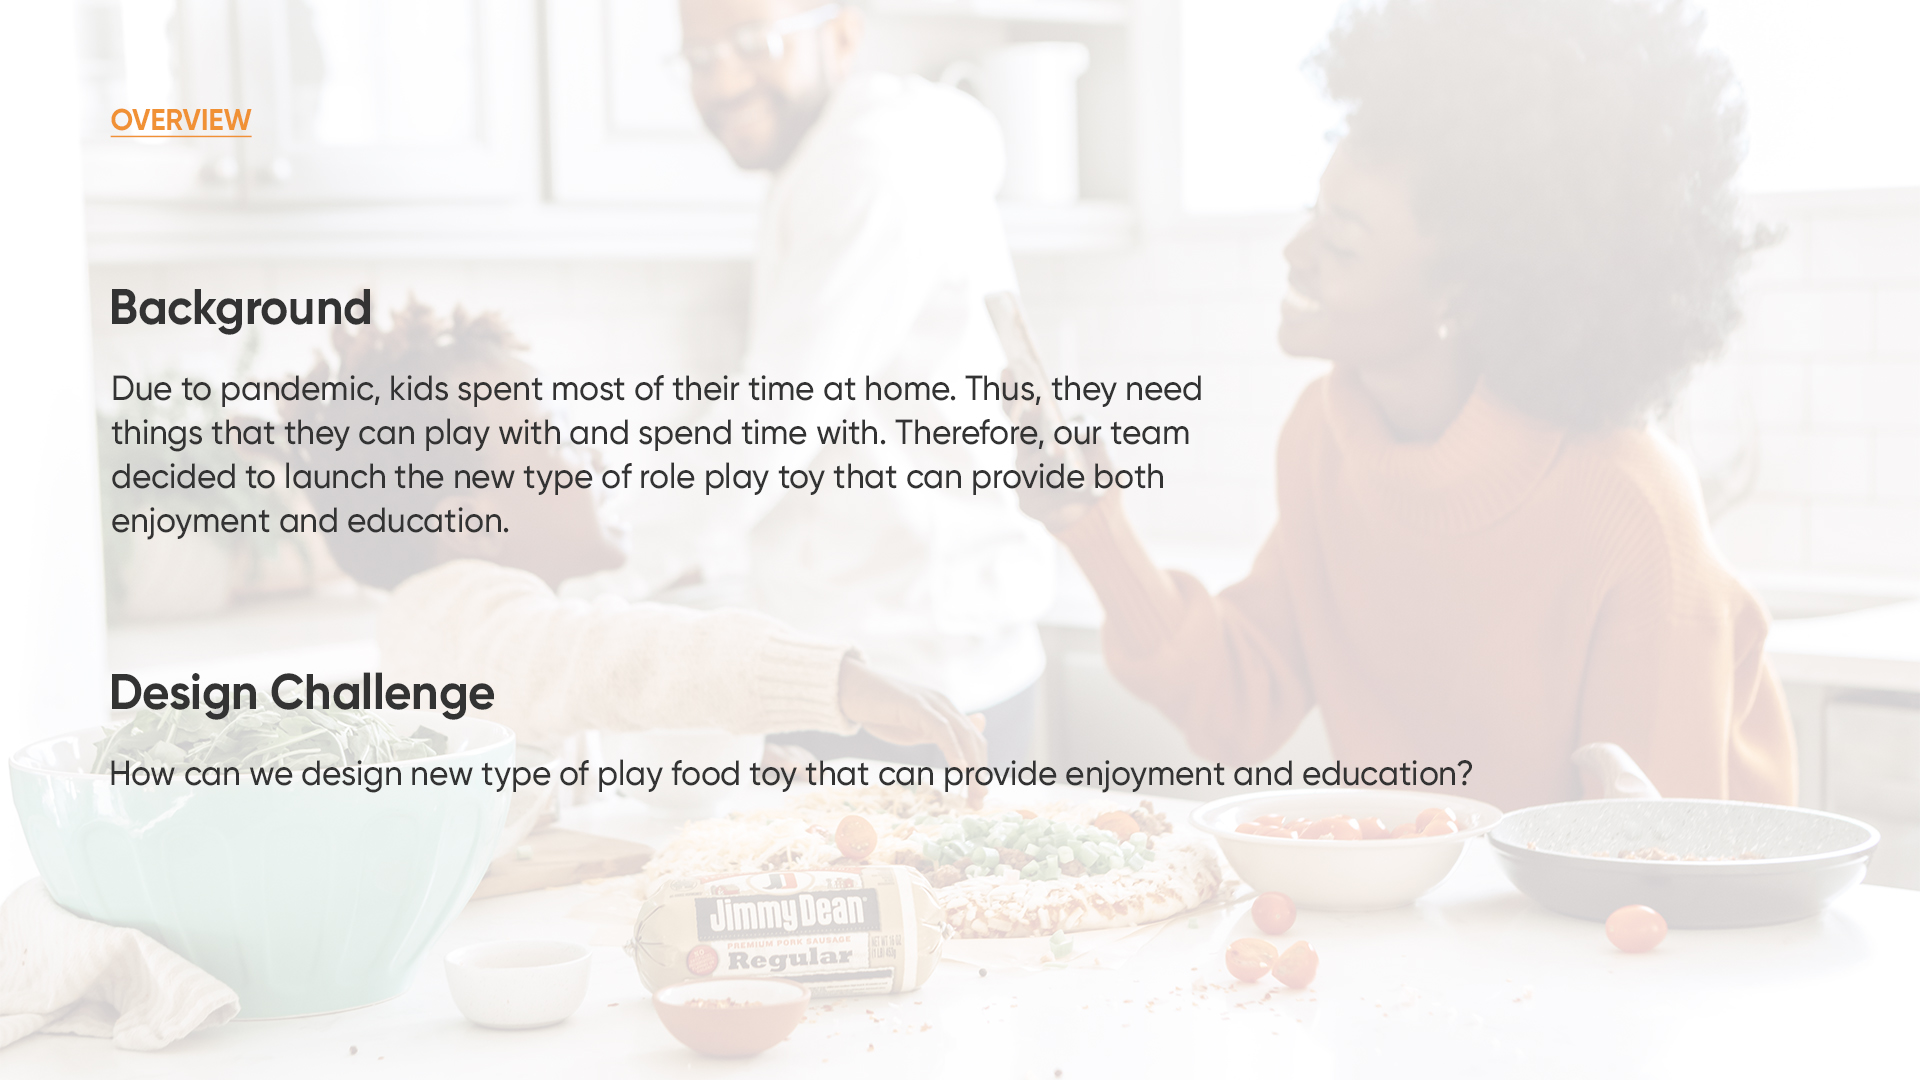 OVERVIEW
Background
Due to pandemic, kids spent most of their time at home. Thus, they need
things that they can play with and spend time with. Therefore, our team
decided to launch the new type of role play toy that can provide both
enjoyment and education.
Design Challenge
How can we design new type of play food toy that can provide enjoyment and education?
Jimmy Dean
PREMIUM PORK SAUSAGE
Regular